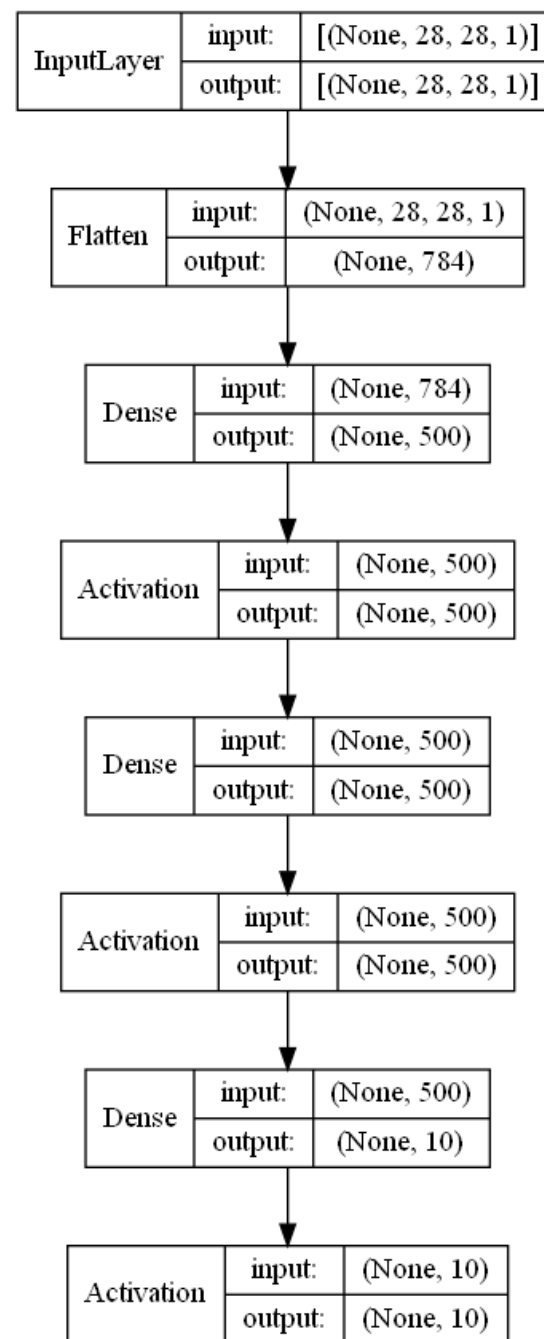 InputLayer input: [(None, 28, 28, 1)]
output: [(None, 28, 28, 1)]
Flatten input: (None, 28, 28, 1)
output: (None, 784)
Dense input: (None, 784)
output: (None, 500)
Activation input: (None, 500)
output: (None, 500)
Dense input: (None, 500)
output: (None, 500)
Activation input: (None, 500)
output: (None, 500)
Dense input: (None, 500)
output: (None, 10)
Activation input: (None, 10)
output: (None, 10)